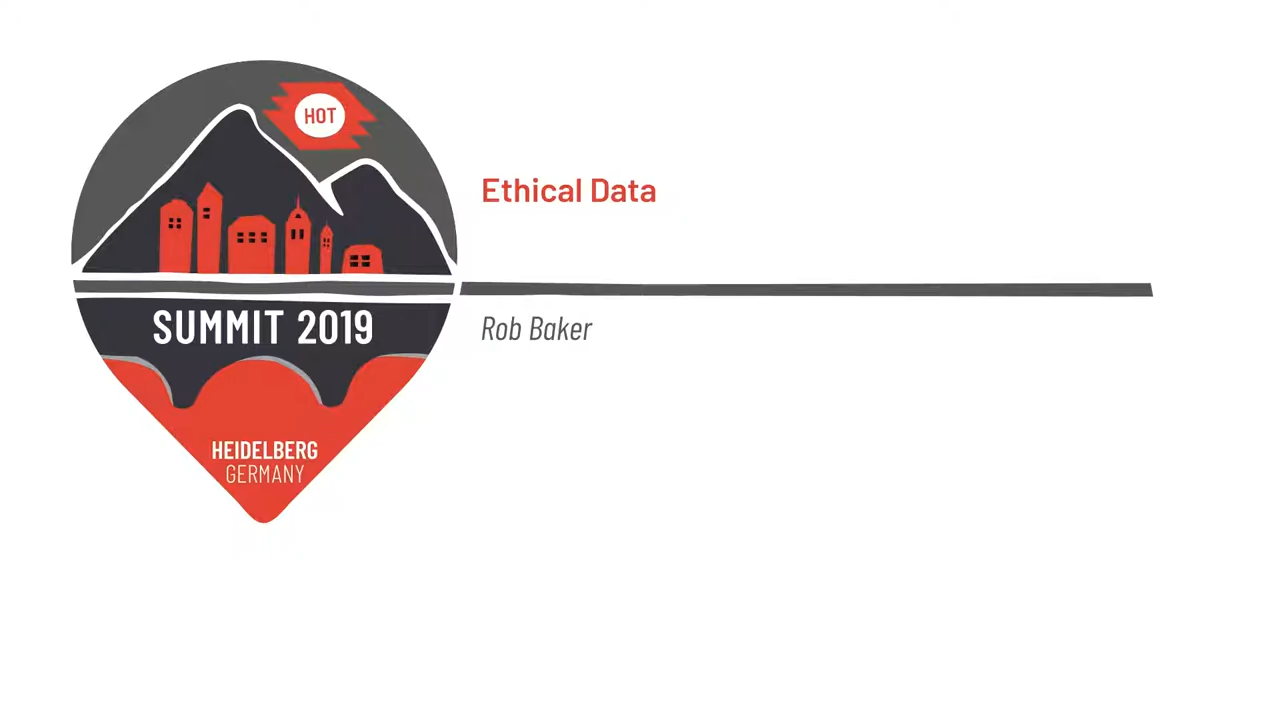 HOT
Ethical Data
SUMMIT 2019
Rob Baker
HEIDELBERG
GERMANY